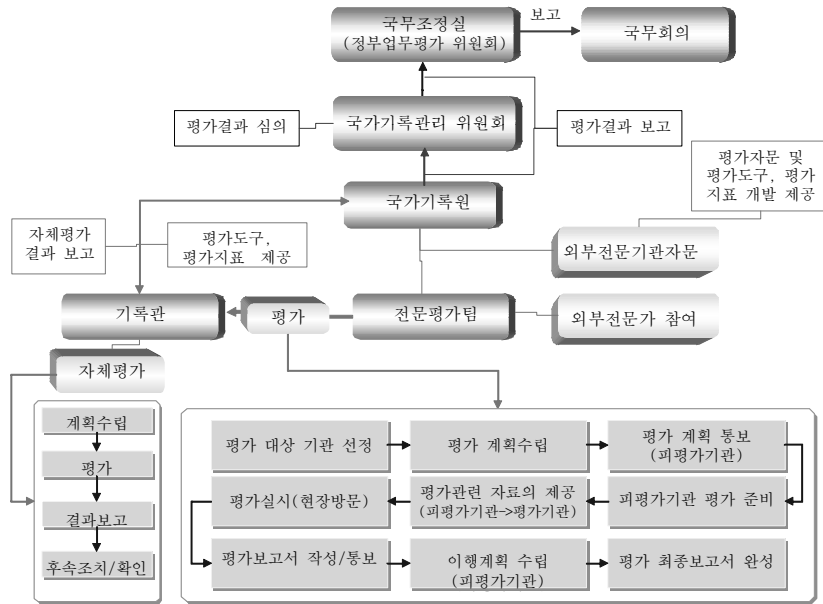 국무조정실
(정부업무평가 위원회)
보고
국무회의
평가결과 심의
국가기록관리 위원회
평가결과 보고
평가자문 및
평가도구, 평가
지표 개발 제공
국가기록원
자체평가
결과 보고
평가도구,
평가지표 제공
외부전문기관자문
기록관
평가
전문평가팀
외부전문가 참여
자체평가
계획수립
평가
결과보고
후속조치/확인
평가 대상 기관 선정
평가 계획수립
평가 계획 통보
(피평가기관)
평가실시(현장방문)
평가관련 자료의 제공
(피평가기관->평가기관)
피평가기관 평가 준비
평가보고서 작성/통보
이행계획 수립
(피평가기관)
평가 최종보고서 완성